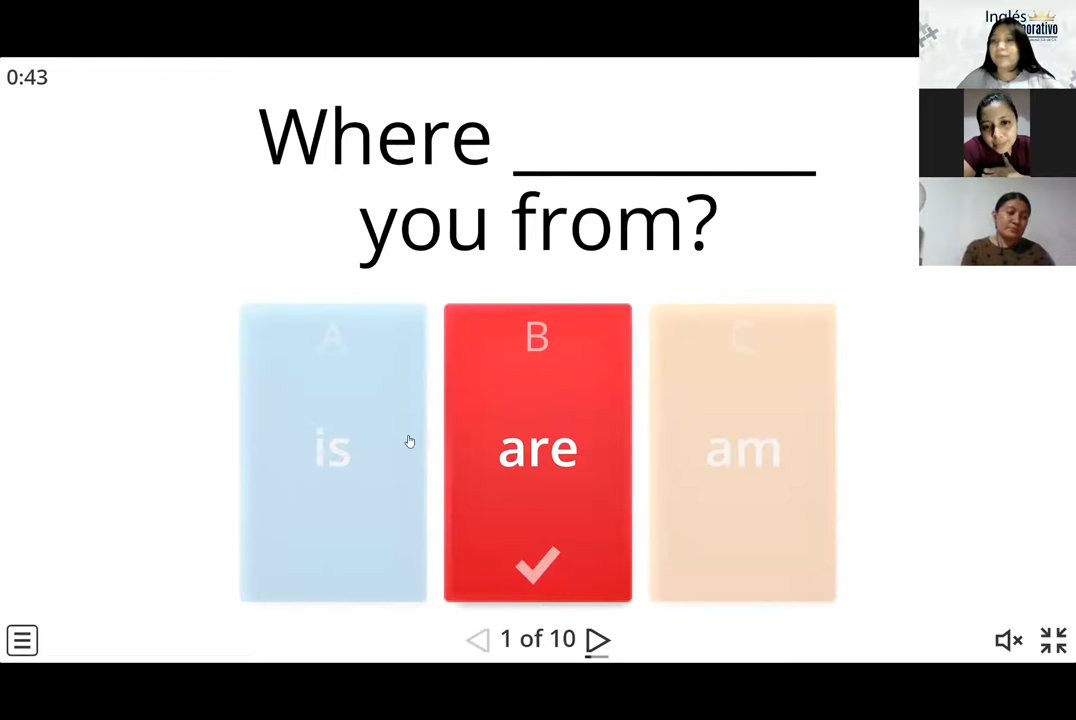 Inglés
orativo
0:43
Where __________
you from?
A
B
C
is
are
am
1 of 10